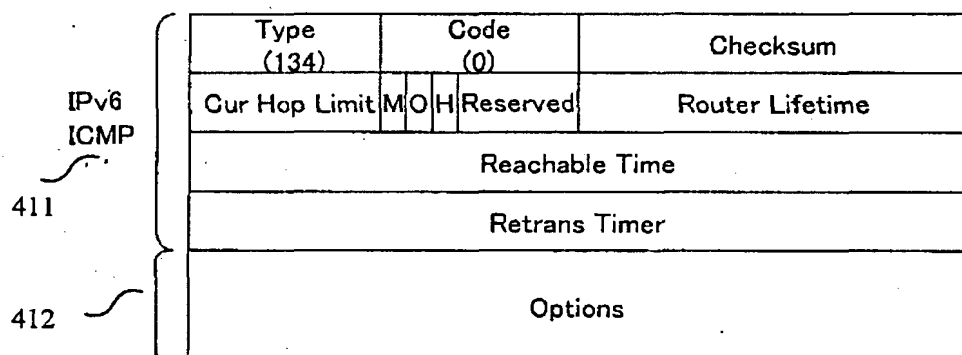 Type
(134)
Code
(0)
Checksum
IPv6
ICMP
Cur Hop Limit
M
O
H
Reserved
Router Lifetime
Reachable Time
411
Retrans Timer
412
Options